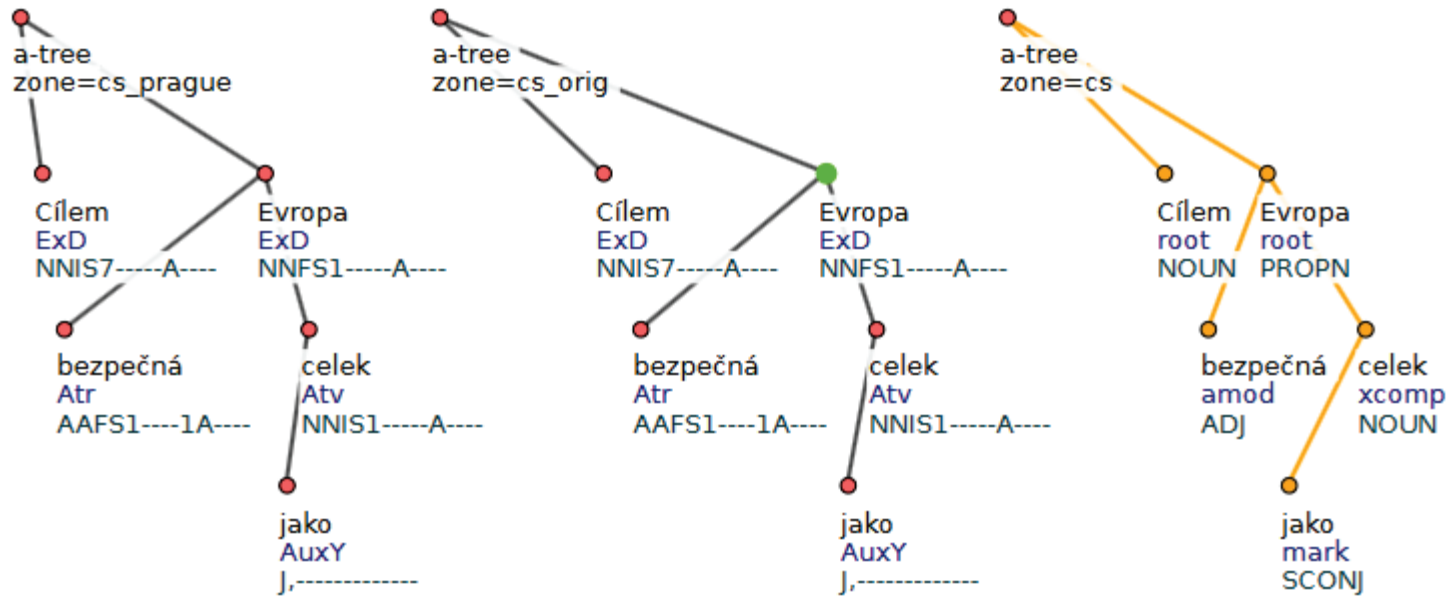 a-tree
zone=cs_prague
Cílem
ExD
NNIS7-----A----
Evropa
ExD
NNFS1-----A----
bezpečná
Atr
AAFS1----1A----
celek
Atv
NNIS1-----A----
jako
AuxY
J,-------------
a-tree
zone=cs_orig
Cílem
ExD
NNIS7-----A----
Evropa
ExD
NNFS1-----A----
bezpečná
Atr
AAFS1----1A----
celek
Atv
NNIS1-----A----
jako
AuxY
J,-------------
a-tree
zone=cs
Cílem
root
NOUN
Evropa
root
PROPN
bezpečná
amod
ADJ
celek
xcomp
NOUN
jako
mark
SCONJ